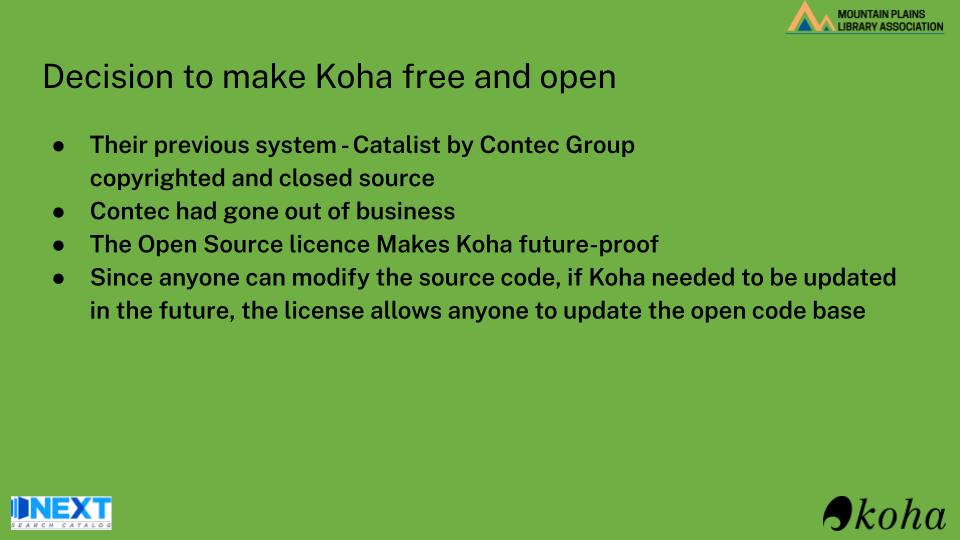 MOUNTAIN PLAINS
LIBRARY ASSOCIATION
Decision to make Koha free and open
● Their previous system - Catalist by Contec Group
copyrighted and closed source
● Contec had gone out of business
● The Open Source licence Makes Koha future-proof
● Since anyone can modify the source code, if Koha needed to be updated
in the future, the license allows anyone to update the open code base
NEXT
SEARCH CATALOG
koha